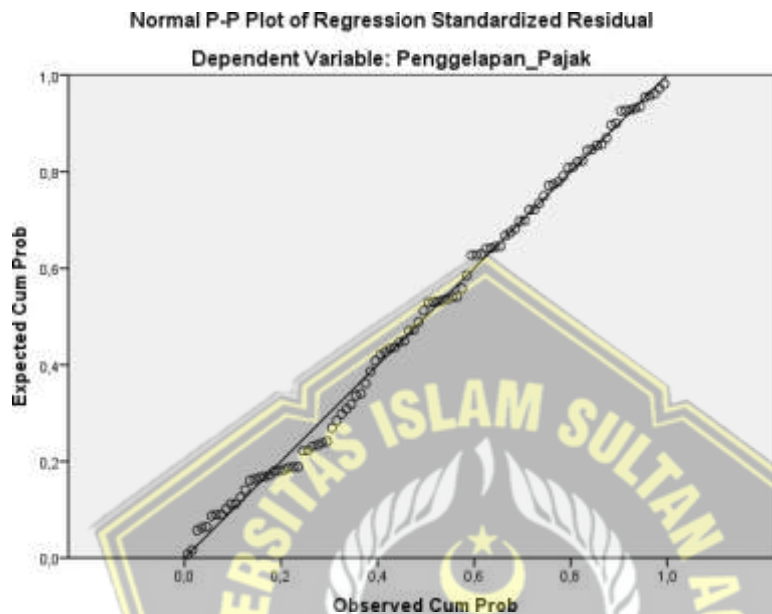 Normal P-P Plot of Regression Standardized Residual
Dependent Variable: Penggelapan_Pajak
Expected Cum Prob
1,0
0,8
0,6
0,4
0,2
0,0
0,0 0,2 0,4 0,6 0,8 1,0
Observed Cum Prob
SITAS ISLAM SULTAN A